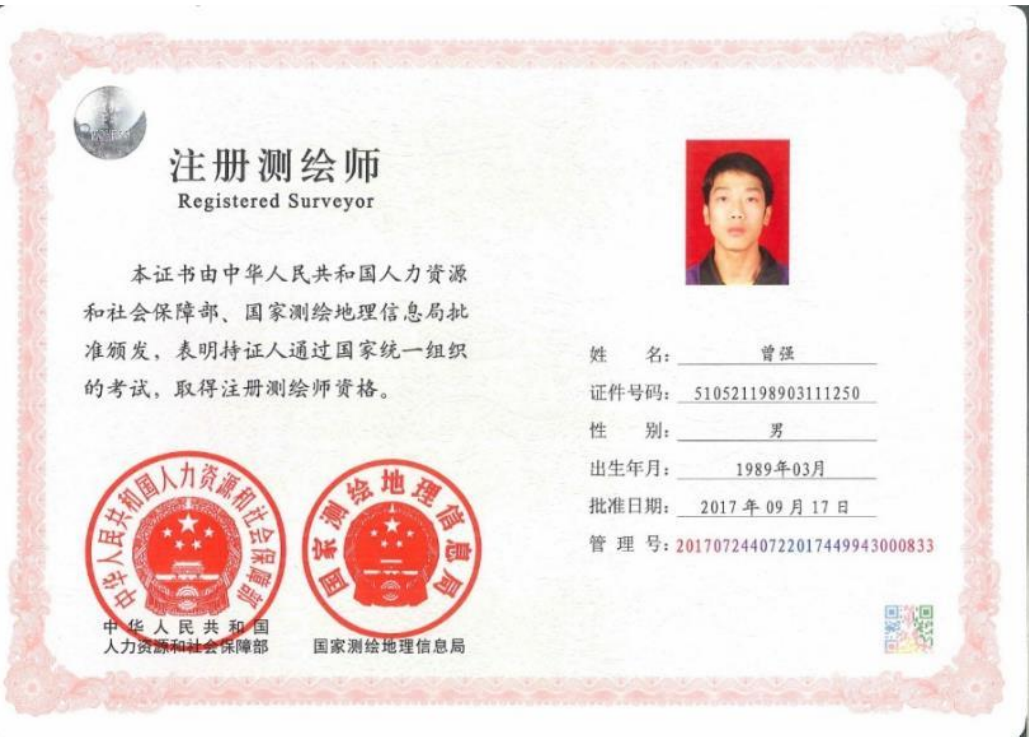 注册测绘师
Registered Surveyor
本证书由中华人民共和国人力资源
和社会保障部、国家测绘地理信息局批
准颁发，表明持证人通过国家统一组织
的考试，取得注册测绘师资格。
中华人民共和国人力资源和社会保障部
中华人民共和国
人力资源和社会保障部
国家测绘地理信息局
国家测绘地理信息局
姓 名：曾强
证件号码：510521198903111250
性 别：男
出生年月：1989年03月
批准日期：2017年09月17日
管 理 号：2017072440722017449943000833